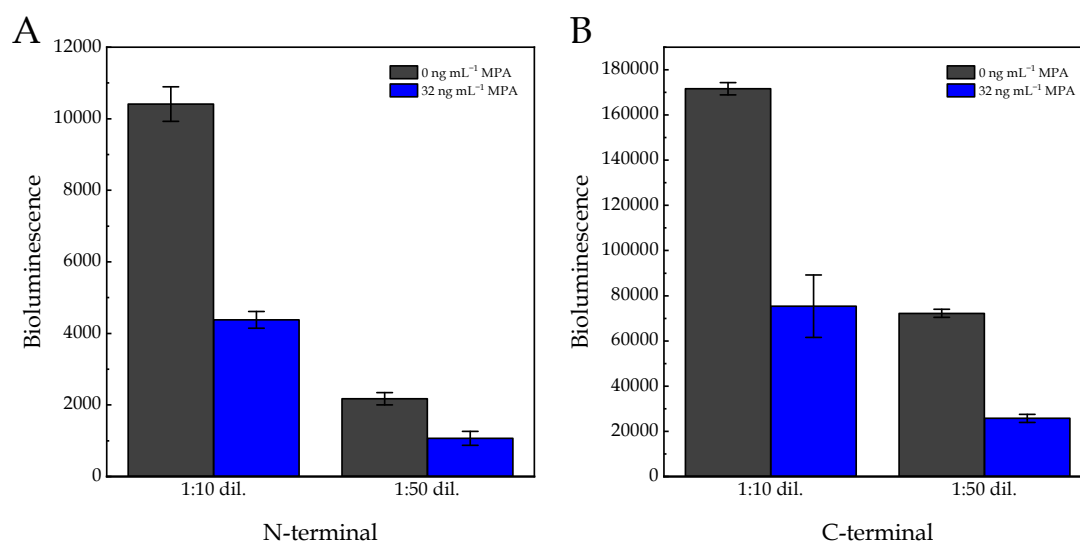 A
12000
10000
8000
6000
4000
2000
0
Bioluminescence
0 ng mL⁻¹ MPA
32 ng mL⁻¹ MPA
1:10 dil.
1:50 dil.
N-terminal
B
180000
160000
140000
120000
100000
80000
60000
40000
20000
0
Bioluminescence
0 ng mL⁻¹ MPA
32 ng mL⁻¹ MPA
1:10 dil.
1:50 dil.
C-terminal